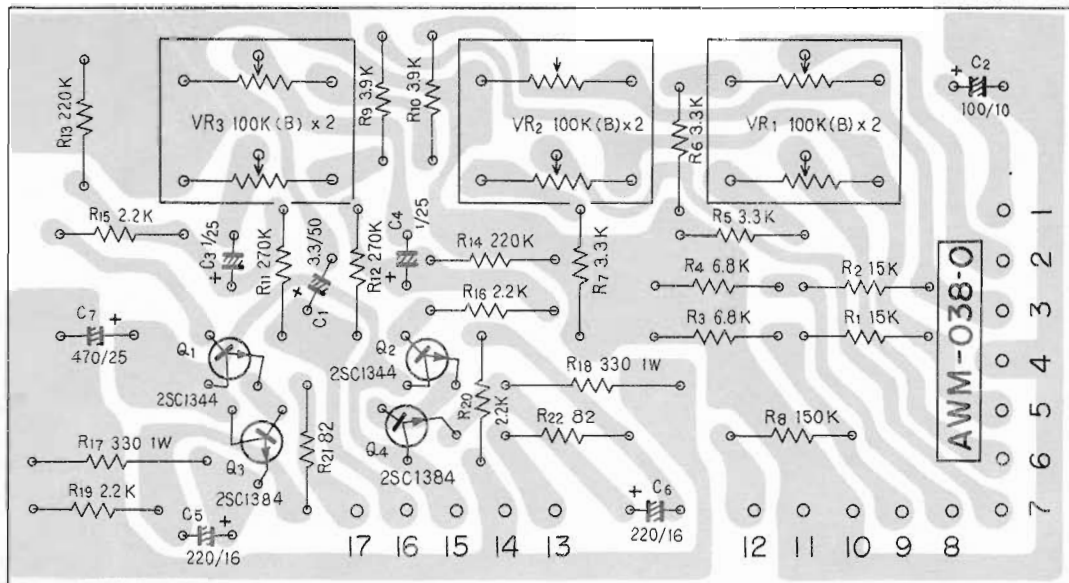 R13 220K
VR3 100K(B) x 2
R9 3.9K
R10 3.9K
VR2 100K(B) x 2
R6 3.3K
VR1 100K(B) x 2
+ C2
100/10
R15 2.2K
C3 1/25
+
R11 270K
3.3/50
+
C1
R12 270K
C4
1/25
+
R14 220K
R16 2.2K
R7 3.3K
R5 3.3K
R4 6.8K
R2 15K
R3 6.8K
R1 15K
C7 +
470/25
Q1
2SC1344
Q2
2SC1344
R18 330 1W
R20
2.2K
R22 82
R8 150K
R17 330 1W
Q3
2SC1384
R21 82
Q4
2SC1384
R19 2.2K
C5 +
220/16
+ C6
220/16
17 16 15 14 13
12 11 10 9 8
1
2
3
4
5
6
7
AWM-038-0